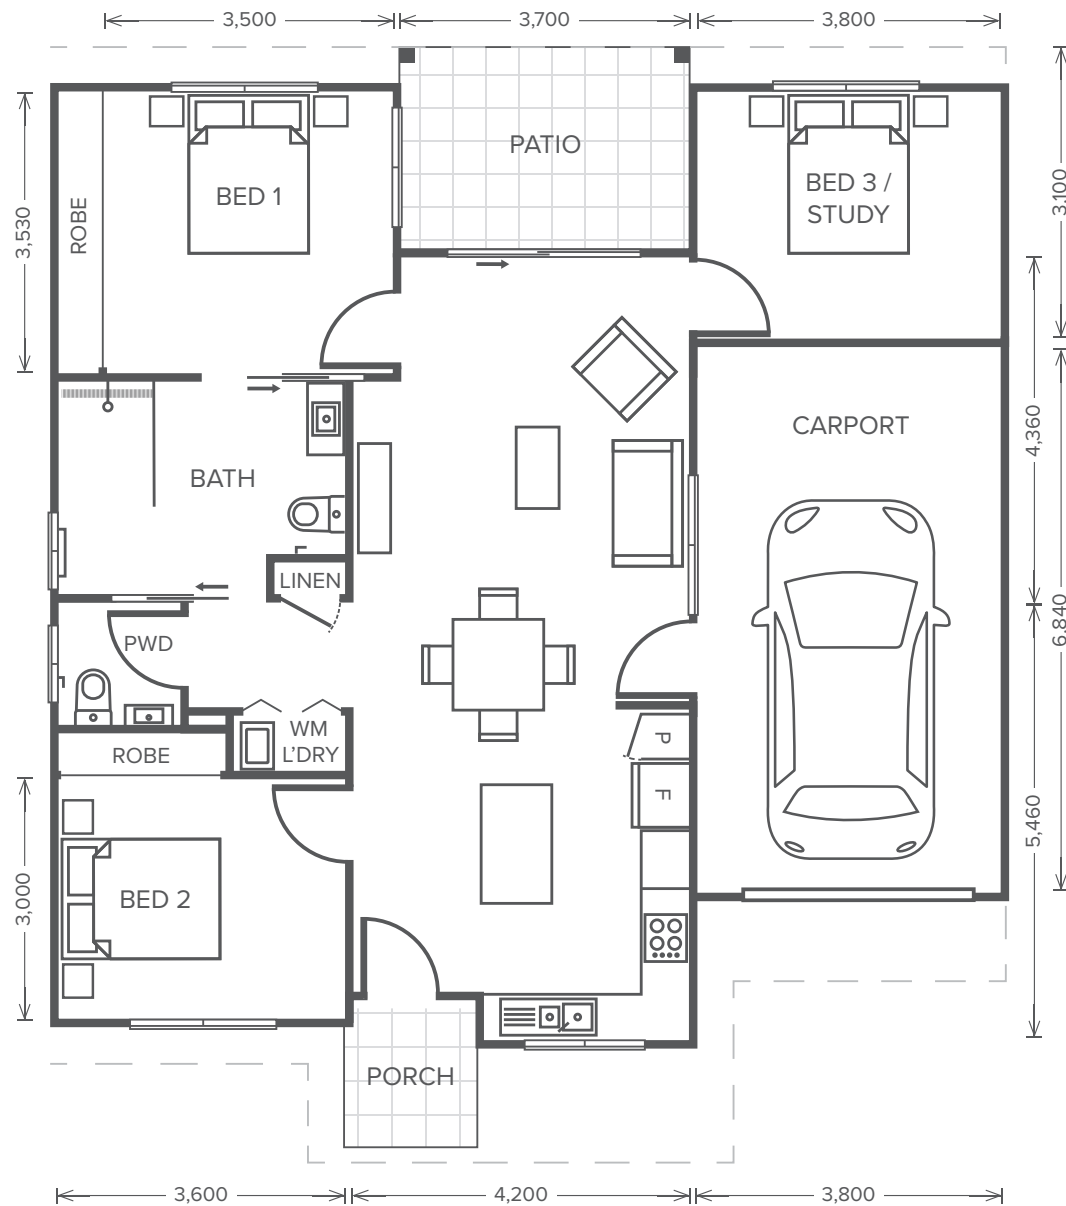 3,500
3,700
3,800
PATIO
BED 1
BED 3 /
STUDY
ROBE
3,530
3,100
CARPORT
4,360
BATH
LINEN
PWD
6,840
WM
L'DRY
ROBE
P
F
5,460
BED 2
3,000
PORCH
3,600
4,200
3,800